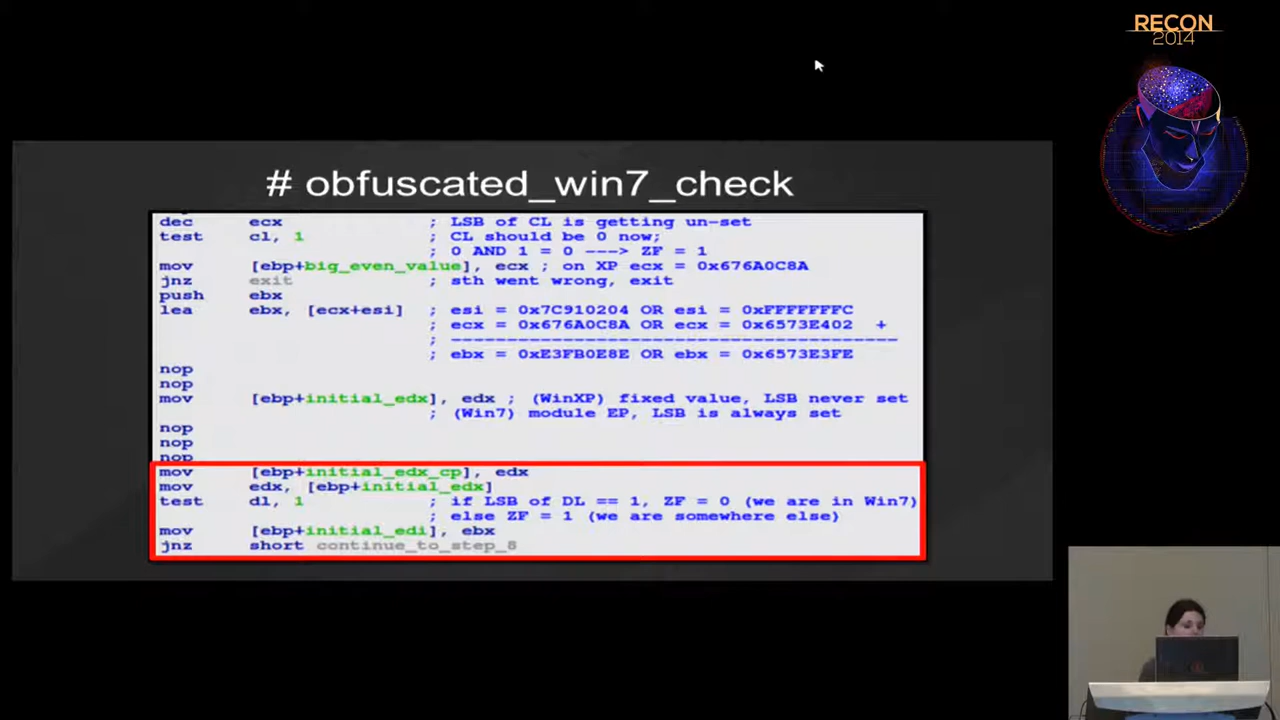 RECON
2014
# obfuscated_win7_check
dec ecx ; LSB of CL is getting un-set
test cl, 1 ; CL should be 0 now;
; 0 AND 1 = 0 ---> ZF = 1
mov [ebp+big_even_value], ecx ; on XP ecx = 0x676A0C8A
jnz exit ; sth went wrong, exit
push ebx
lea ebx, [ecx+esi] ; esi = 0x7C910204 OR esi = 0xFFFFFFFC
; ecx = 0x676A0C8A OR ecx = 0x6573E402 +
; -----------------------------------------
; ebx = 0xE3FB0E8E OR ebx = 0x6573E3FE
nop
nop
mov [ebp+initial_edx], edx ; (WinXP) fixed value, LSB never set
; (Win7) module EP, LSB is always set
nop
nop
nop
mov [ebp+initial_edx_cp], edx
mov edx, [ebp+initial_edx]
test dl, 1 ; if LSB of DL == 1, ZF = 0 (we are in Win7)
; else ZF = 1 (we are somewhere else)
mov [ebp+initial_edi], ebx
jnz short continue_to_step_8